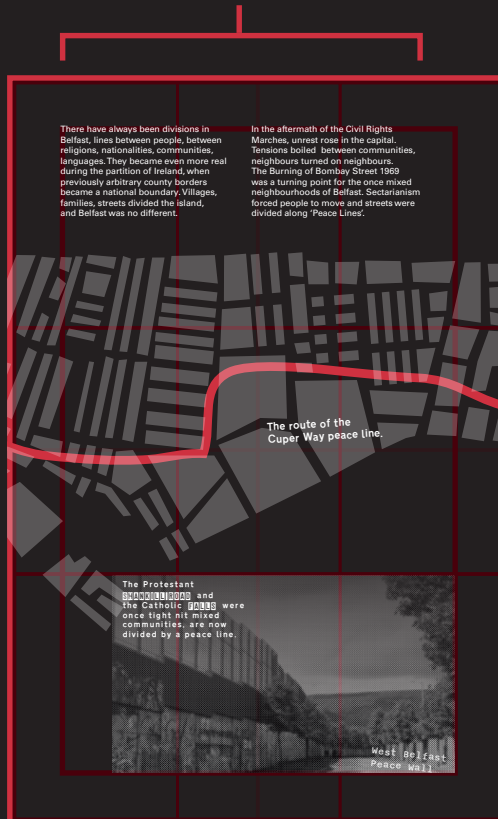 There have always been divisions in
Belfast, lines between people, between
religions, nationalities, communities,
languages. They became even more real
during the partition of Ireland, when
previously arbitrary county borders
became a national boundary. Villages,
families, streets divided the island,
and Belfast was no different.
In the aftermath of the Civil Rights
Marches, unrest rose in the capital.
Tensions boiled between communities,
neighbours turned on neighbours.
The Burning of Bombay Street 1969
was a turning point for the once mixed
neighbourhoods of Belfast. Sectarianism
forced people to move and streets were
divided along ‘Peace Lines’.
The route of the
Cuper Way peace line.
The Protestant
SHANKILL ROAD and
the Catholic FALLS were
once tight nit mixed
communities, are now
divided by a peace line.
West Belfast
Peace Wall